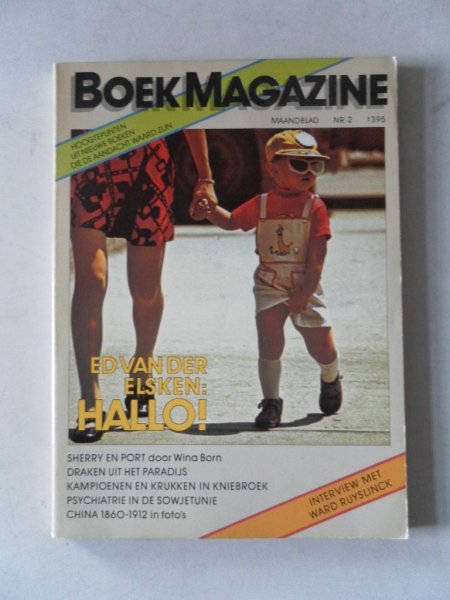 BOEKMAGAZINE
MAANDBLAD NR. 2 f3.95
HOOGTEPUNTEN
UIT NIEUWE BOEKEN
DIE DE AANDACHT WAARD ZIJN
ED VAN DER
ELSKEN:
HALLO!
SHERRY EN PORT door Wina Born
DRAKEN UIT HET PARADIJS
KAMPIOENEN EN KRUKKEN IN KNIEBROEK
PSYCHIATRIE IN DE SOWJETUNIE
CHINA 1860-1912 in foto's
INTERVIEW MET
WARD RUYSLINCK